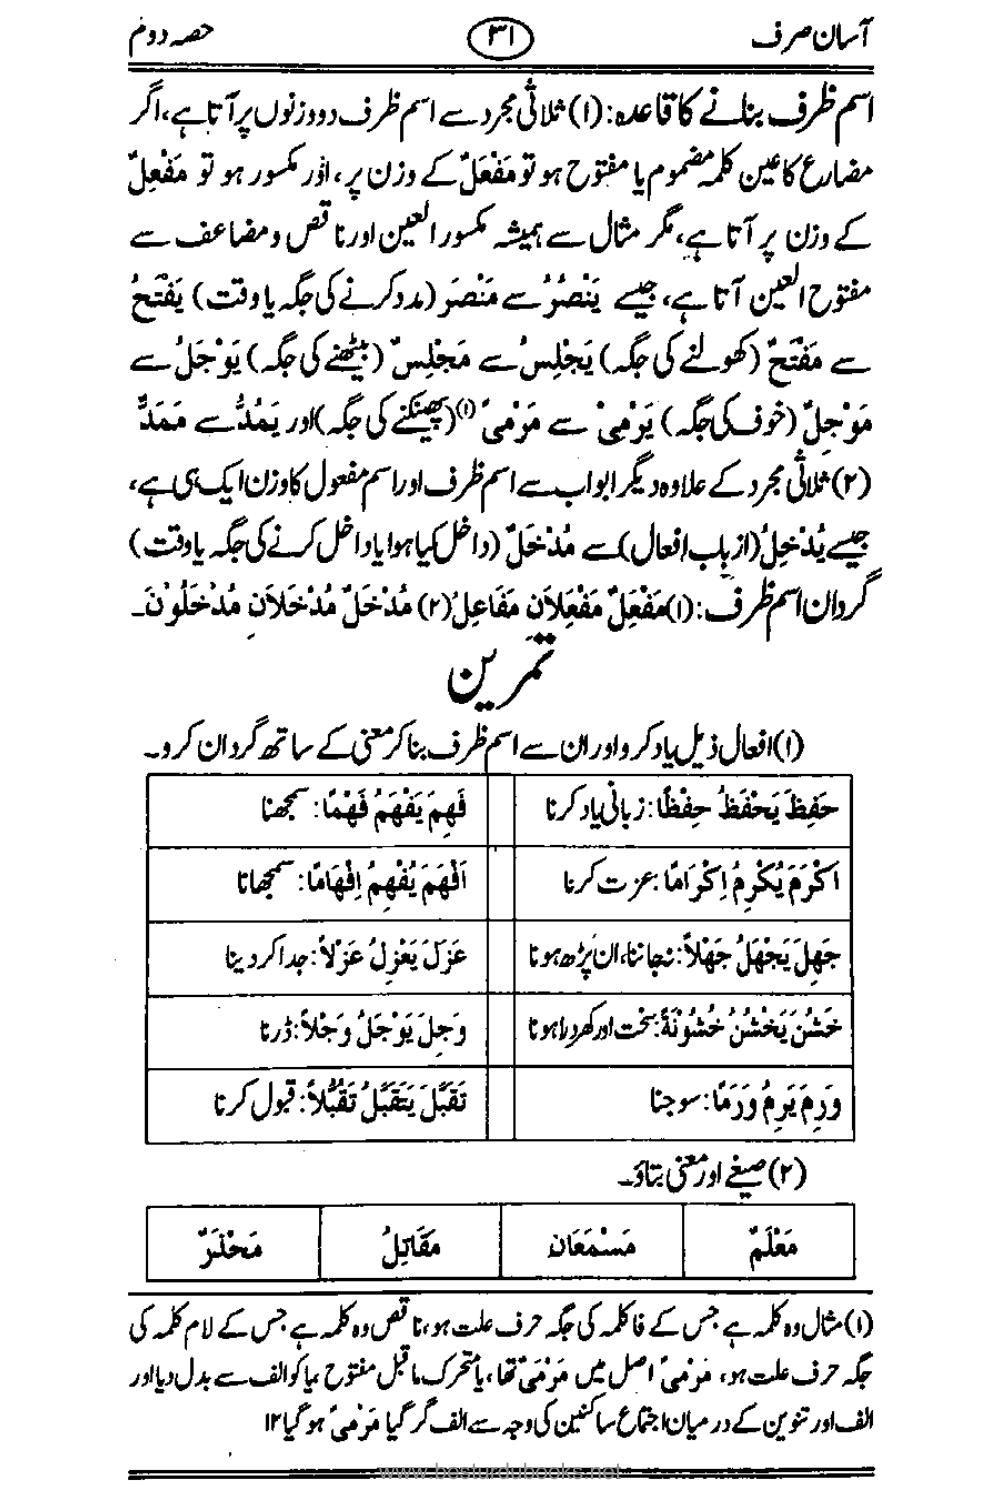 آسان صرف ۳۱ حصہ دوم
اسم ظرف بنانے کا قاعدہ: (۱) ثلاثی مجرد سے اسم ظرف دو وزنوں پر آتا ہے، اگر
مضارع کا عین کلمہ مضموم یا مفتوح ہو تو مَفْعَلٌ کے وزن پر، اور مکسور ہو تو مَفْعِلٌ
کے وزن پر آتا ہے، مگر مثال سے ہمیشہ مکسور العین اور ناقص و مضاعف سے
مفتوح العین آتا ہے، جیسے یَنْصُرُ سے مَنْصَر (مدد کرنے کی جگہ یا وقت) یَفْتَحُ
سے مَفْتَحٌ (کھولنے کی جگہ) یَجْلِسُ سے مَجْلِسٌ (بیٹھنے کی جگہ) یَوْجَلُ سے
مَوْجِلٌ (خوف کی جگہ) یَرْمِیْ سے مَرْمیً (۱) (پھینکنے کی جگہ) اور یَمُدُّ سے مَمَدٌّ
(۲) ثلاثی مجرد کے علاوہ دیگر ابواب سے اسم ظرف اور اسم مفعول کا وزن ایک ہی ہے،
جیسے یُدْخِلُ (از باب افعال) سے مُدْخَلٌ (داخل کیا ہوا یا داخل کرنے کی جگہ یا وقت)
گردان اسم ظرف: (۱) مَفْعَلٌ مَفْعَلاَنِ مَفَاعِلُ (۲) مُدْخَلٌ مُدْخَلاَنِ مُدْخَلُوْنَ۔
تمرین
(۱) افعال ذیل یاد کرو اور ان سے اسم ظرف بنا کر معنی کے ساتھ گردان کرو۔
حَفِظَ یَحْفَظُ حِفْظًا: زبانی یاد کرنا
فَهِمَ یَفْهَمُ فَهْمًا: سمجھنا
اَکْرَمَ یُکْرِمُ اِکْرَامًا: عزت کرنا
اَفْهَمَ یُفْهِمُ اِفْهَامًا: سمجھانا
جَهِلَ یَجْهَلُ جَهْلاً: نہ جاننا، ان پڑھ ہونا
عَزَلَ یَعْزِلُ عَزْلاً: جدا کر دینا
خَشُنَ یَخْشُنُ خُشُوْنَةً: سخت اور کھردرا ہونا
وَجِلَ یَوْجَلُ وَجْلاً: ڈرنا
وَرِمَ یَرِمُ وَرَمًا: سوجنا
تَقَبَّلَ یَتَقَبَّلُ تَقَبُّلاً: قبول کرنا
(۲) صیغے اور معنی بتاؤ۔
مَعْلَمٌ مَسْمَعَان مَقَاتِلُ مَحْذَرٌ
(۱) مثال وہ کلمہ ہے جس کے فا کلمہ کی جگہ حرف علت ہو، ناقص وہ کلمہ ہے جس کے لام کلمہ کی
جگہ حرف علت ہو، مَرْمیً اصل میں مَرْمَیٌ تھا، یا متحرک ماقبل مفتوح یا کو الف سے بدل دیا اور
الف اور تنوین کے درمیان اجتماع ساکنین کی وجہ سے الف گر گیا مَرْمیً ہو گیا ۱۲
www.besturdubooks.net